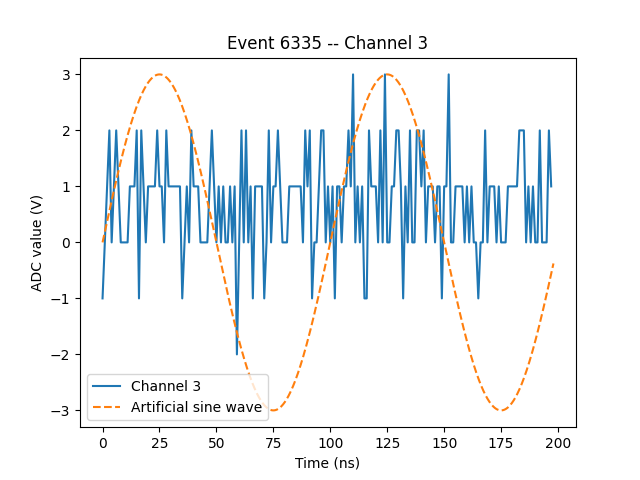 Event 6335 -- Channel 3
ADC value (V)
3
2
1
0
−1
−2
−3
Channel 3
Artificial sine wave
0 25 50 75 100 125 150 175 200
Time (ns)